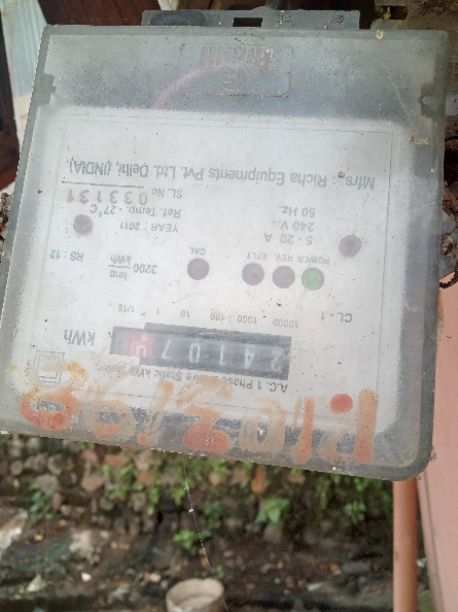 A.C. 1 Phase Static kWh Meter
24107 kWh
10000 1000 100 10 1 1/10
CL - 1
POWER REV. EFLT CAL
3200 imp/kWh
RS : 12
5 - 20 A
240 V
50 Hz
YEAR : 2011
Ref. Temp. - 27°C
SL. No. 033131
Mfrs. : Richa Equipments Pvt. Ltd. Delhi, (INDIA).